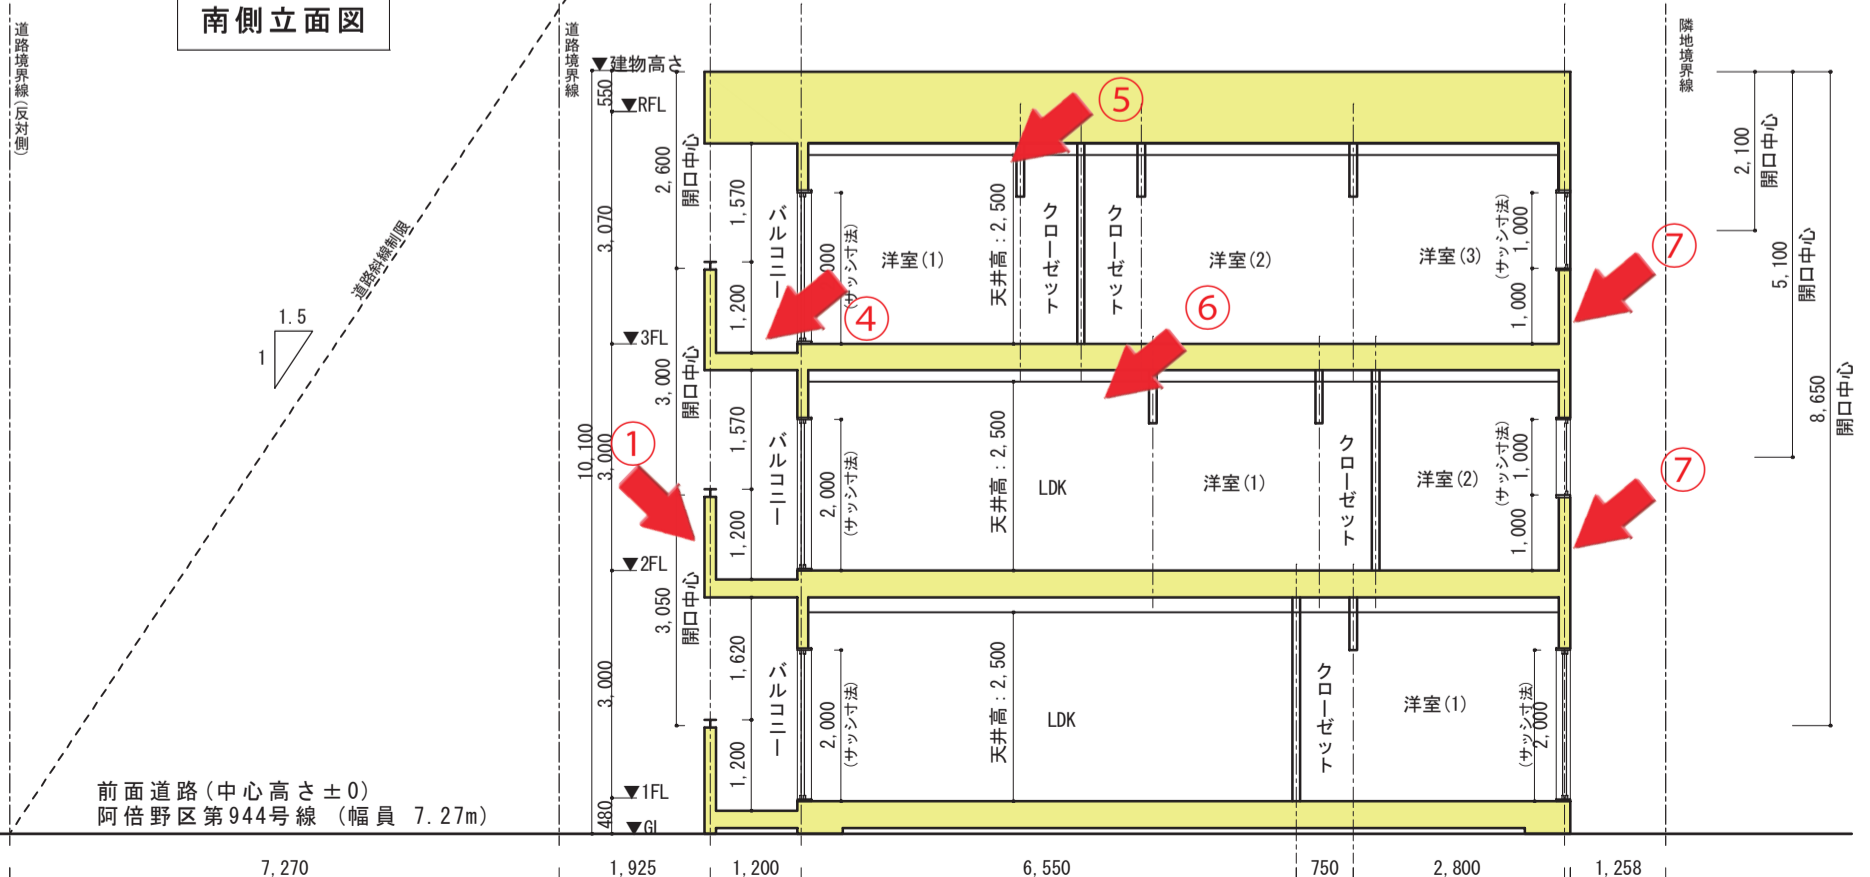 南側立面図
道路境界線(反対側)
道路境界線
隣地境界線
▼建物高さ
550
▼RFL
3,070
▼3FL
3,000
10,100
▼2FL
3,000
▼1FL
480
▼GL
2,600
開口中心
3,000
開口中心
3,050
開口中心
道路斜線制限
1.5
1
1,570
1,200
バルコニー
000
(サッシ寸法)
洋室(1)
天井高:2,500
クローゼット
クローゼット
洋室(2)
洋室(3)
(サッシ寸法)
1,000
1,000
⑤
④
⑥
⑦
①
⑦
1,570
1,200
バルコニー
2,000
(サッシ寸法)
天井高:2,500
LDK
洋室(1)
クローゼット
洋室(2)
(サッシ寸法)
1,000
1,000
1,620
1,200
バルコニー
2,000
(サッシ寸法)
天井高:2,500
LDK
クローゼット
洋室(1)
(サッシ寸法)
2,000
2,100
開口中心
5,100
開口中心
8,650
開口中心
前面道路(中心高さ±0)
阿倍野区第944号線 (幅員 7.27m)
7,270
1,925
1,200
6,550
750
2,800
1,258